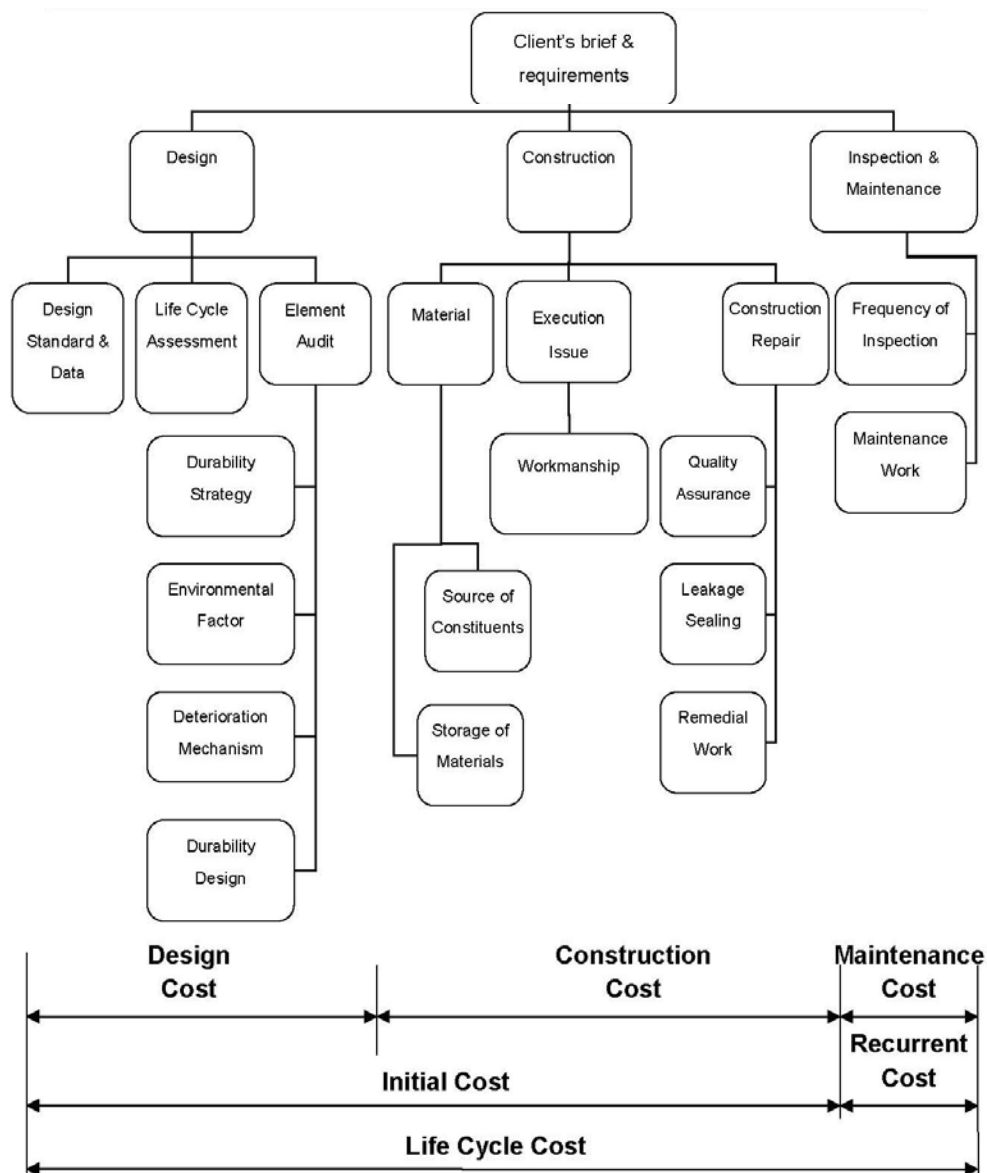 Client's brief &
requirements
Design
Construction
Inspection &
Maintenance
Design
Standard &
Data
Life Cycle
Assessment
Element
Audit
Material
Execution
Issue
Construction
Repair
Frequency of
Inspection
Durability
Strategy
Workmanship
Quality
Assurance
Maintenance
Work
Environmental
Factor
Source of
Constituents
Leakage
Sealing
Deterioration
Mechanism
Storage of
Materials
Remedial
Work
Durability
Design
Design
Cost
Construction
Cost
Maintenance
Cost
Recurrent
Cost
Initial Cost
Life Cycle Cost